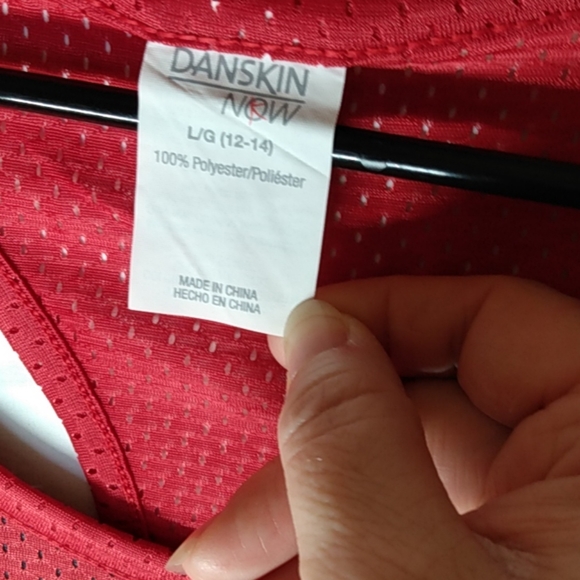 DANSKIN
NOW
L/G (12-14)
100% Polyester/Poliéster
MADE IN CHINA
HECHO EN CHINA